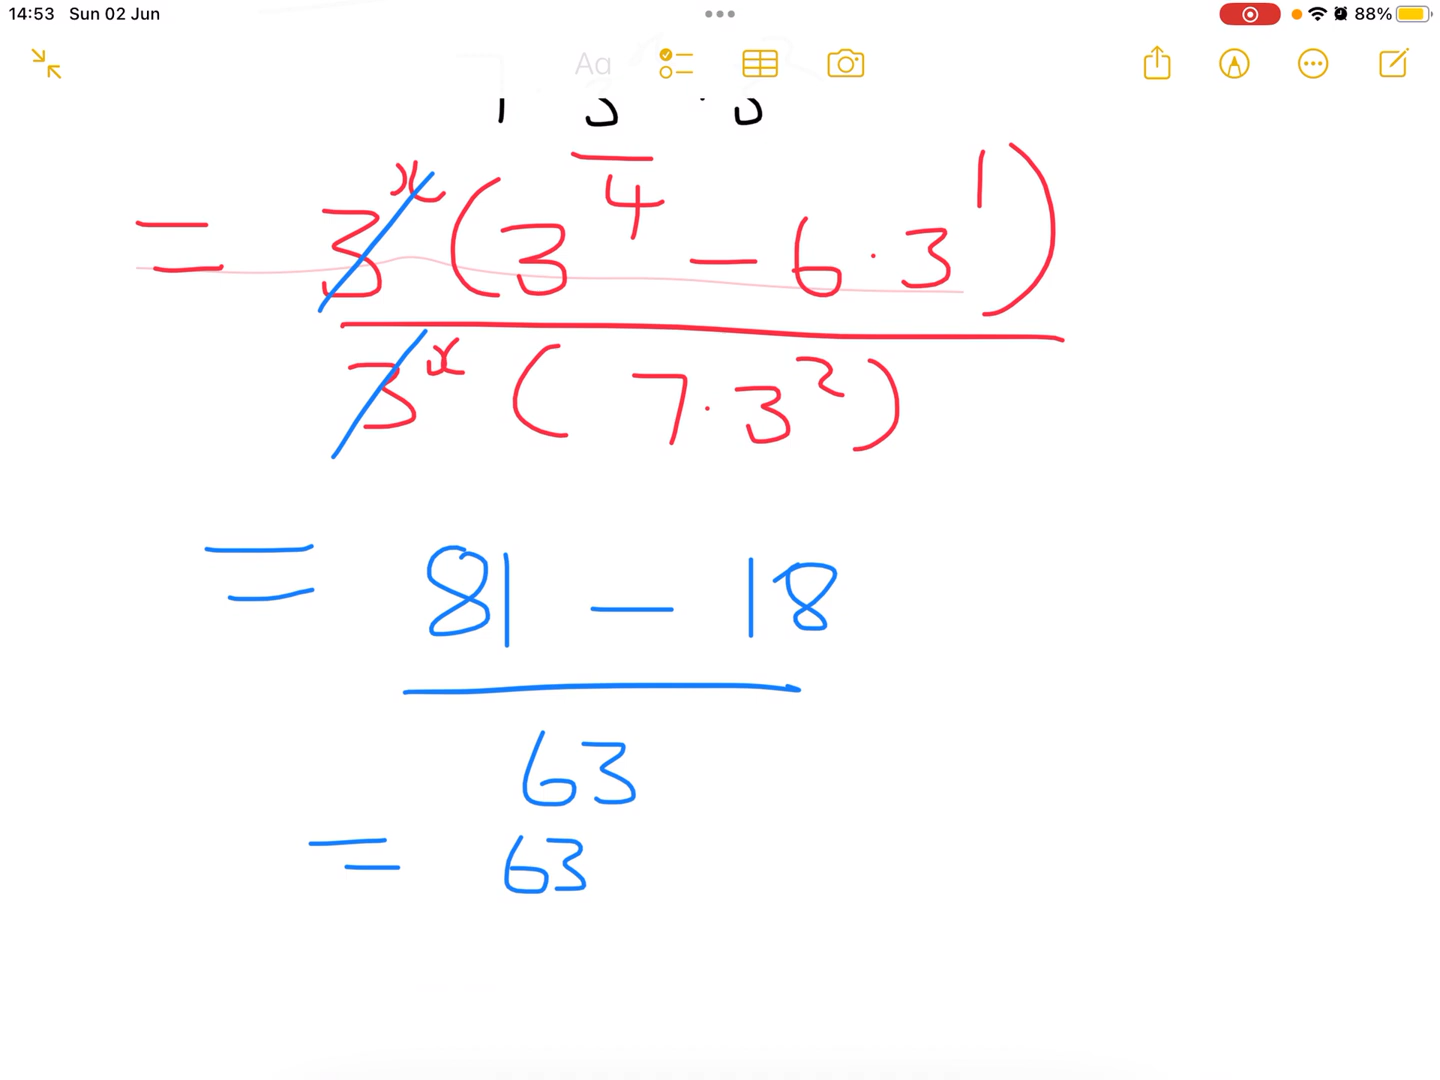 14:53 Sun 02 Jun 88%
Aa
= 3^x (3^4 - 6 · 3^1)
3^x ( 7 · 3^2 )
= 81 - 18
63
= 63